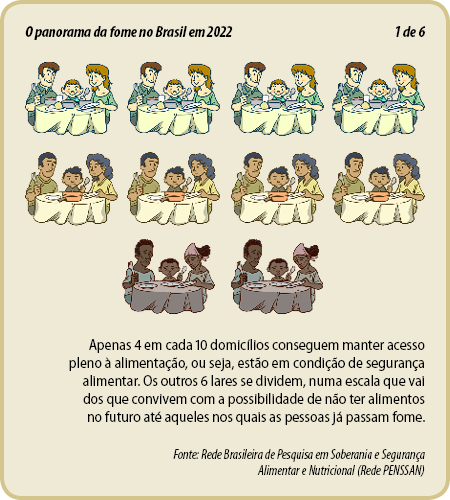 O panorama da fome no Brasil em 2022 1 de 6
Apenas 4 em cada 10 domicílios conseguem manter acesso
pleno à alimentação, ou seja, estão em condição de segurança
alimentar. Os outros 6 lares se dividem, numa escala que vai
dos que convivem com a possibilidade de não ter alimentos
no futuro até aqueles nos quais as pessoas já passam fome.
Fonte: Rede Brasileira de Pesquisa em Soberania e Segurança
Alimentar e Nutricional (Rede PENSSAN)